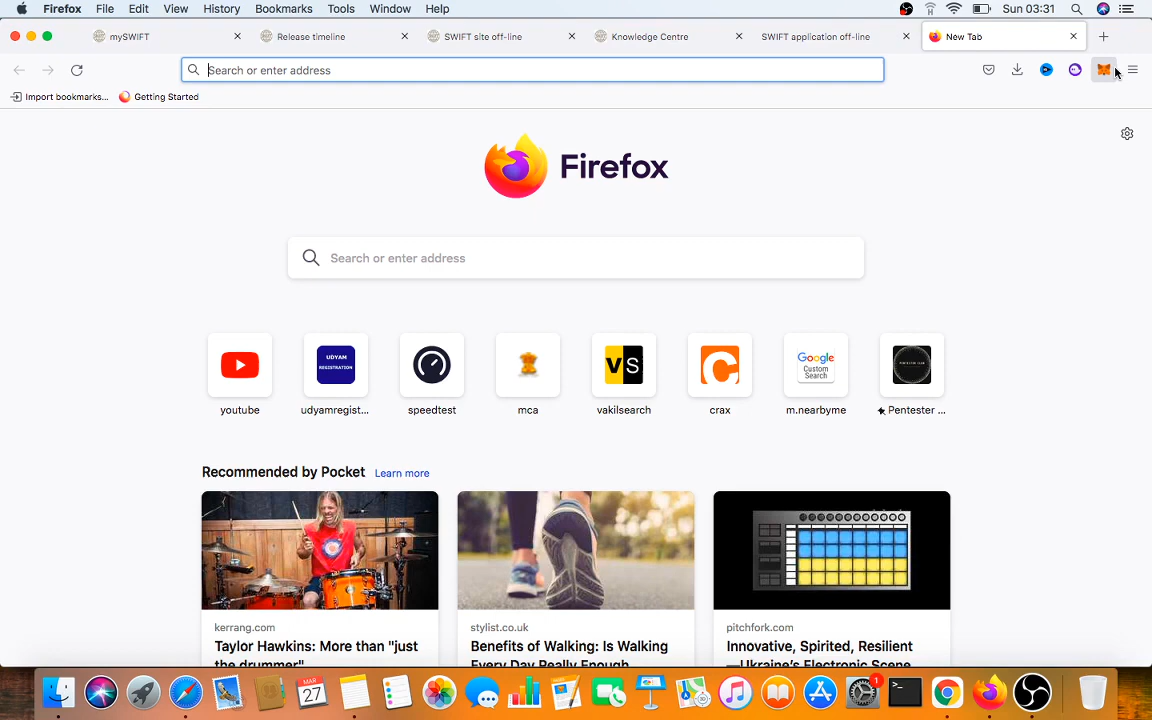 Firefox File Edit View History Bookmarks Tools Window Help Sun 03:31
mySWIFT Release timeline SWIFT site off-line Knowledge Centre SWIFT application off-line New Tab
Search or enter address
Import bookmarks... Getting Started
Firefox
Search or enter address
UDYAM
REGISTRATION
VS
Google
Custom
Search
PENTESTER CLUB
youtube udyamregist... speedtest mca vakilsearch crax m.nearbyme Pentester ...
Recommended by Pocket Learn more
kerrang.com
Taylor Hawkins: More than "just
the drummer"
stylist.co.uk
Benefits of Walking: Is Walking
Every Day Really Enough
pitchfork.com
Innovative, Spirited, Resilient
—Ukraine's Electronic Scene
MAR
27
1